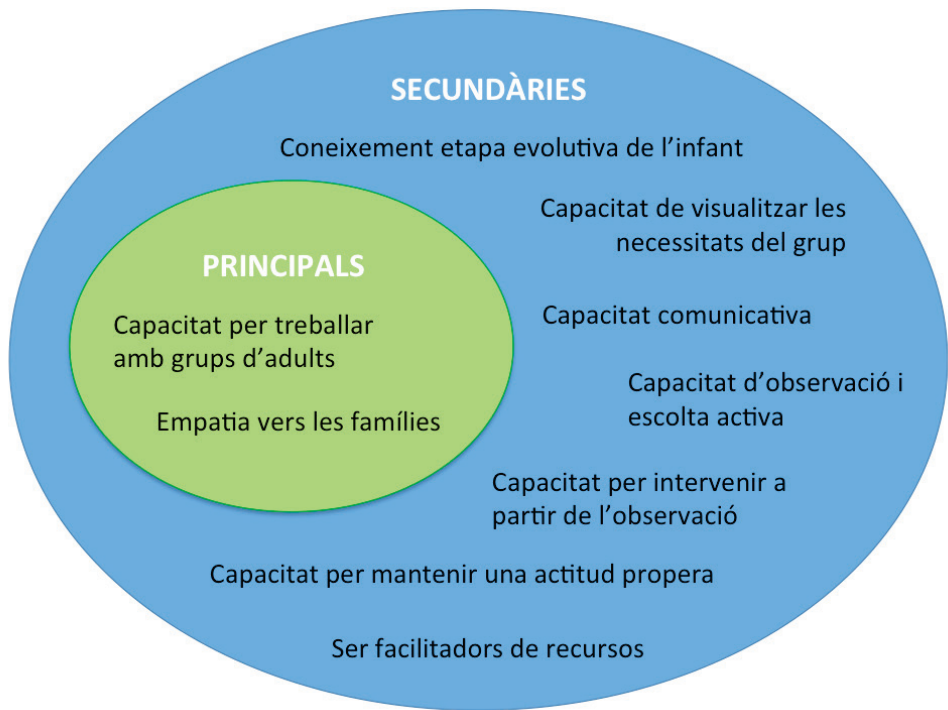 SECUNDÀRIES
Coneixement etapa evolutiva de l’infant
Capacitat de visualitzar les
necessitats del grup
PRINCIPALS
Capacitat per treballar
amb grups d’adults
Empatia vers les famílies
Capacitat comunicativa
Capacitat d’observació i
escolta activa
Capacitat per intervenir a
partir de l’observació
Capacitat per mantenir una actitud propera
Ser facilitadors de recursos